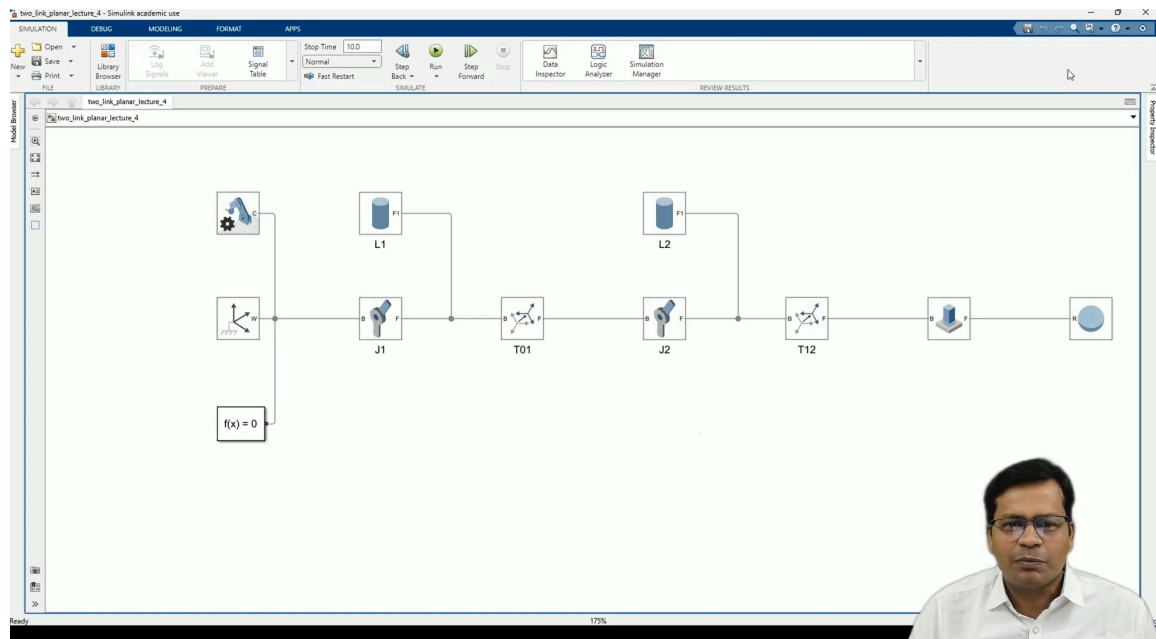 two_link_planar_lecture_4 - Simulink academic use
SIMULATION DEBUG MODELING FORMAT APPS
New
Open
Save
Print
FILE
Library Browser
LIBRARY
Log Signals
Add Viewer
Signal Table
PREPARE
Stop Time 10.0
Normal
Fast Restart
Step Back
Run
Step Forward
Stop
SIMULATE
Data Inspector
Logic Analyzer
Simulation Manager
REVIEW RESULTS
two_link_planar_lecture_4
two_link_planar_lecture_4
Model Browser
Property Inspector
C
F1
L1
F1
L2
W
B F
J1
B F
T01
B F
J2
B F
T12
B F
R
f(x) = 0
Ready
175%